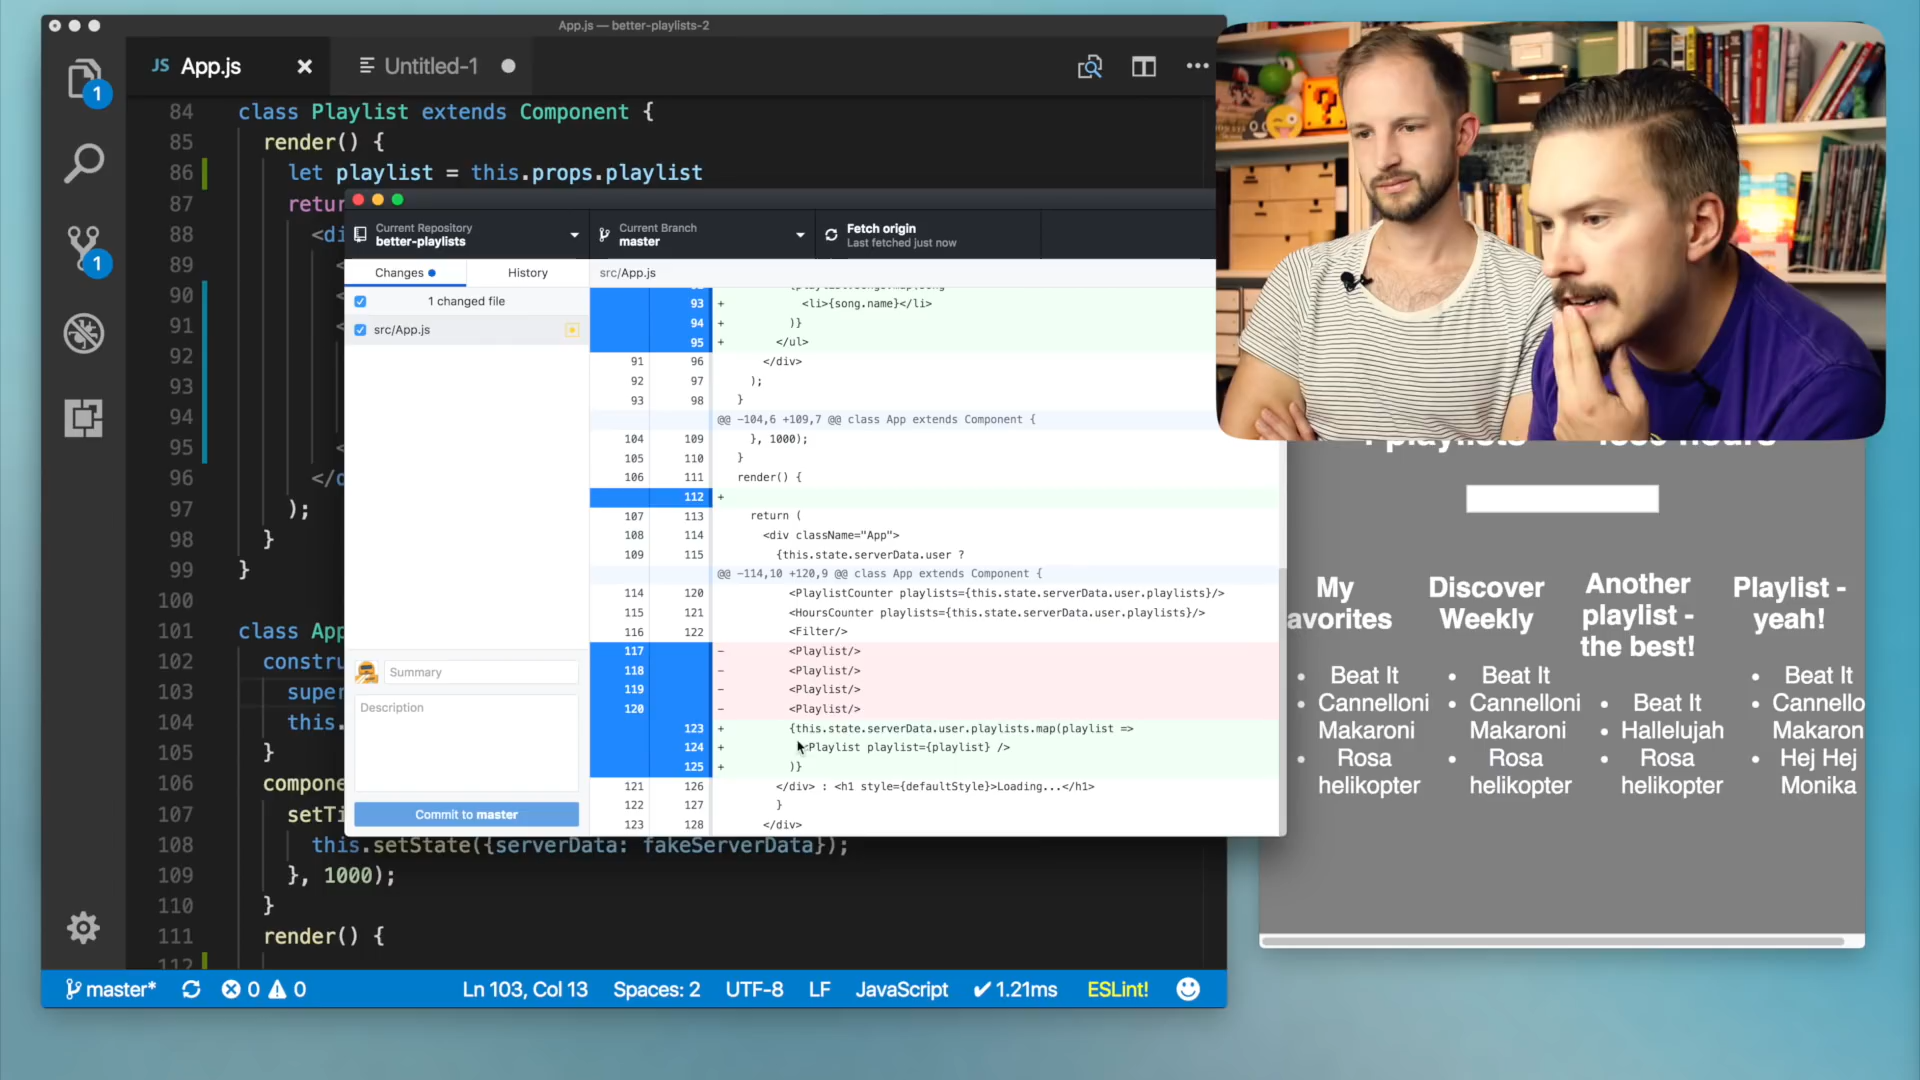 App.js — better-playlists-2
JS App.js
Untitled-1
1
1
84 class Playlist extends Component {
85 render() {
86 let playlist = this.props.playlist
87 retur
88 <di
89 <
90 <
91 <
92
93
94
95 <
96 </d
97 );
98 }
99 }
100
101 class App
102 constru
103 super
104 this.
105 }
106 compone
107 setTi
108 this.setState({serverData: fakeServerData});
109 }, 1000);
110 }
111 render() {
112
Current Repository
better-playlists
Current Branch
master
Fetch origin
Last fetched just now
Changes
History
src/App.js
1 changed file
src/App.js
93 + <li>{song.name}</li>
94 + )}
95 + </ul>
91 96 </div>
92 97 );
93 98 }
@@ -104,6 +109,7 @@ class App extends Component {
104 109 }, 1000);
105 110 }
106 111 render() {
112 +
107 113 return (
108 114 <div className="App">
109 115 {this.state.serverData.user ?
@@ -114,10 +120,9 @@ class App extends Component {
114 120 <PlaylistCounter playlists={this.state.serverData.user.playlists}/>
115 121 <HoursCounter playlists={this.state.serverData.user.playlists}/>
116 122 <Filter/>
117 - <Playlist/>
118 - <Playlist/>
119 - <Playlist/>
120 - <Playlist/>
123 + {this.state.serverData.user.playlists.map(playlist =>
124 + <Playlist playlist={playlist} />
125 + )}
121 126 </div> : <h1 style={defaultStyle}>Loading...</h1>
122 127 }
123 128 </div>
Summary
Description
Commit to master
My
avorites
Beat It
Cannelloni
Makaroni
Rosa
helikopter
Discover
Weekly
Beat It
Cannelloni
Makaroni
Rosa
helikopter
Another
playlist -
the best!
Beat It
Hallelujah
Rosa
helikopter
Playlist -
yeah!
Beat It
Cannello
Makaron
Hej Hej
Monika
master* 0 0 Ln 103, Col 13 Spaces: 2 UTF-8 LF JavaScript ✔ 1.21ms ESLint!